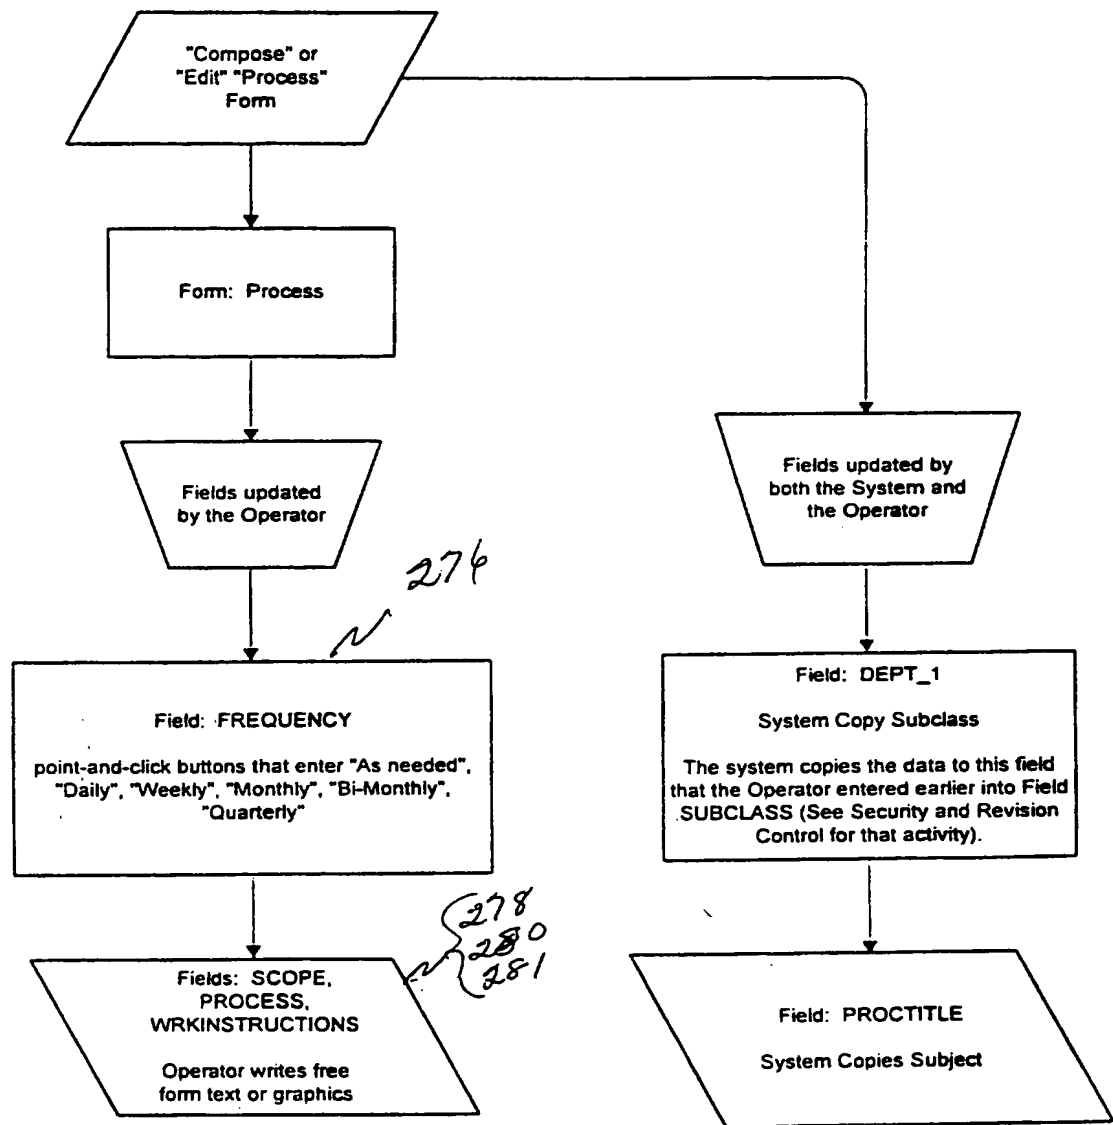 "Compose" or
"Edit" "Process"
Form
Form: Process
Fields updated
by the Operator
276
Field: FREQUENCY
point-and-click buttons that enter "As needed",
"Daily", "Weekly", "Monthly", "Bi-Monthly",
"Quarterly"
278
280
281
Fields: SCOPE,
PROCESS,
WRKINSTRUCTIONS
Operator writes free
form text or graphics
Fields updated by
both the System and
the Operator
Field: DEPT_1
System Copy Subclass
The system copies the data to this field
that the Operator entered earlier into Field
SUBCLASS (See Security and Revision
Control for that activity).
Field: PROCTITLE
System Copies Subject